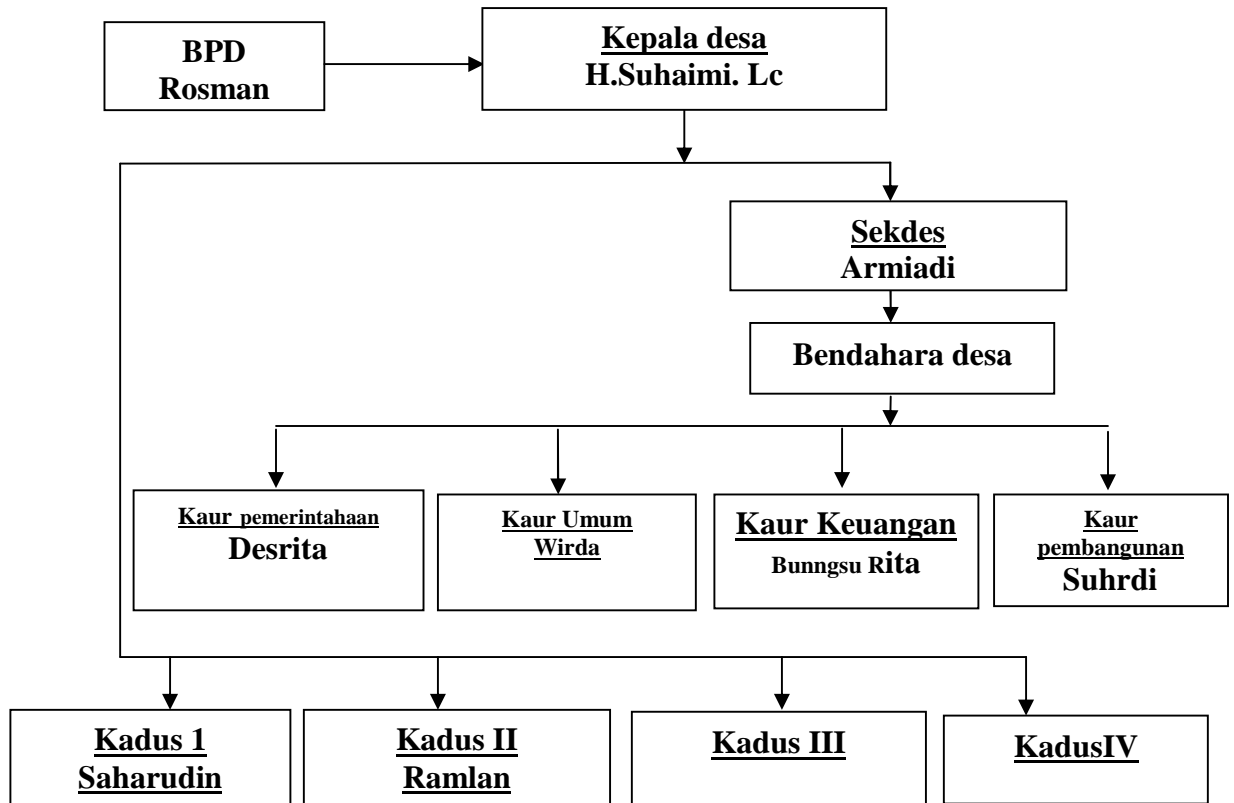 BPD
Rosman
Kepala desa
H.Suhaimi. Lc
Sekdes
Armiadi
Bendahara desa
Kaur pemerintahaan
Desrita
Kaur Umum
Wirda
Kaur Keuangan
Bunngsu Rita
Kaur
pembangunan
Suhrdi
Kadus 1
Saharudin
Kadus II
Ramlan
Kadus III
KadusIV